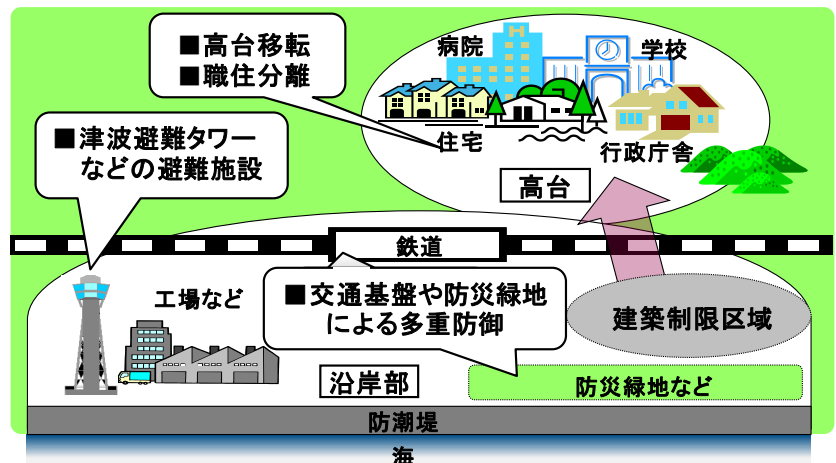 ■高台移転
■職住分離
病院
学校
住宅
行政庁舎
高台
■津波避難タワー
などの避難施設
鉄道
工場など
■交通基盤や防災緑地
による多重防御
建築制限区域
沿岸部
防災緑地など
防潮堤
海